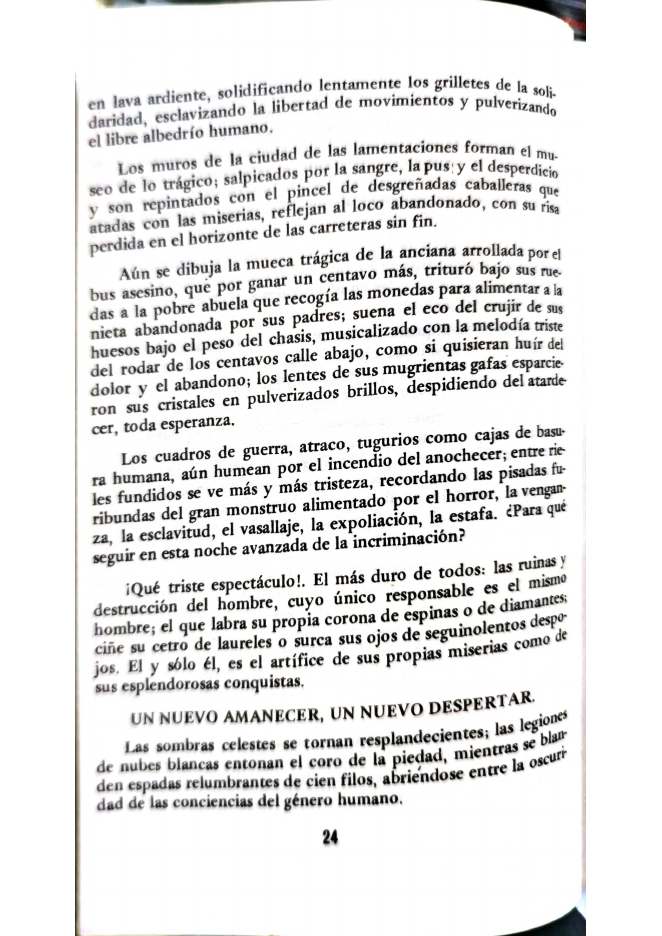 en lava ardiente, solidificando lentamente los grilletes de la soli-
daridad, esclavizando la libertad de movimientos y pulverizando
el libre albedrío humano.
Los muros de la ciudad de las lamentaciones forman el mu-
seo de lo trágico; salpicados por la sangre, la pus y el desperdicio
y son repintados con el pincel de desgreñadas caballeras que
atadas con las miserias, reflejan al loco abandonado, con su risa
perdida en el horizonte de las carreteras sin fin.
Aún se dibuja la mueca trágica de la anciana arrollada por el
bus asesino, que por ganar un centavo más, trituró bajo sus rue-
das a la pobre abuela que recogía las monedas para alimentar a la
nieta abandonada por sus padres; suena el eco del crujir de sus
huesos bajo el peso del chasis, musicalizado con la melodía triste
del rodar de los centavos calle abajo, como si quisieran huír del
dolor y el abandono; los lentes de sus mugrientas gafas esparcie-
ron sus cristales en pulverizados brillos, despidiendo del atarde-
cer, toda esperanza.
Los cuadros de guerra, atraco, tugurios como cajas de basu-
ra humana, aún humean por el incendio del anochecer; entre rie-
les fundidos se ve más y más tristeza, recordando las pisadas fu-
ribundas del gran monstruo alimentado por el horror, la vengan-
za, la esclavitud, el vasallaje, la expoliación, la estafa. ¿Para qué
seguir en esta noche avanzada de la incriminación?
¡Qué triste espectáculo!. El más duro de todos: las ruinas y
destrucción del hombre, cuyo único responsable es el mismo
hombre; el que labra su propia corona de espinas o de diamantes;
ciñe su cetro de laureles o surca sus ojos de seguinolentos despo-
jos. El y sólo él, es el artífice de sus propias miserias como de
sus esplendorosas conquistas.
UN NUEVO AMANECER, UN NUEVO DESPERTAR.
Las sombras celestes se tornan resplandecientes; las legiones
de nubes blancas entonan el coro de la piedad, mientras se blan-
den espadas relumbrantes de cien filos, abriéndose entre la oscuri-
dad de las conciencias del género humano.
24